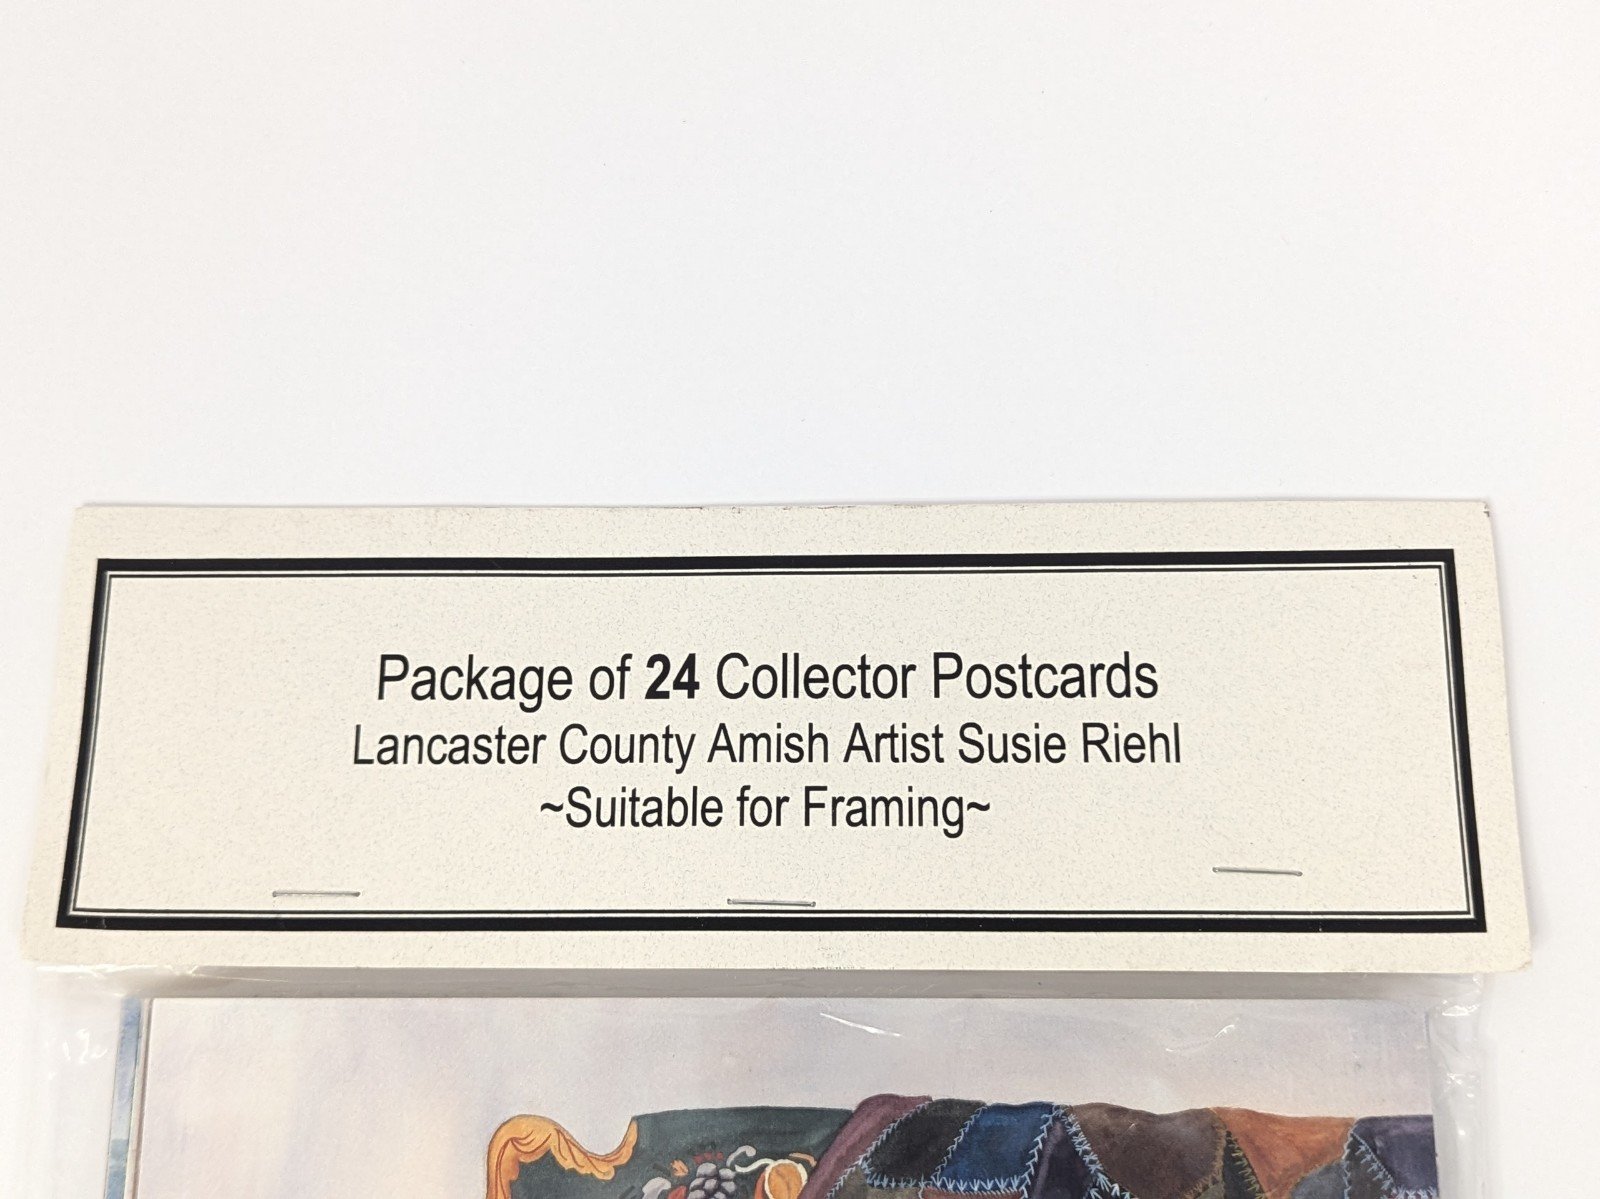 Package of 24 Collector Postcards
Lancaster County Amish Artist Susie Riehl
~Suitable for Framing~